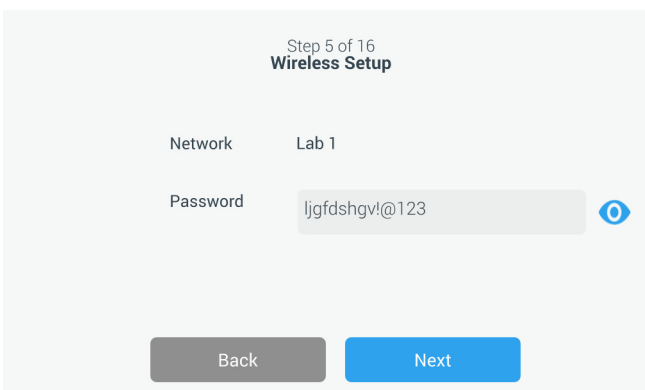 Step 5 of 16
Wireless Setup
Network Lab 1
Password ljgfdshgv!@123
Back Next